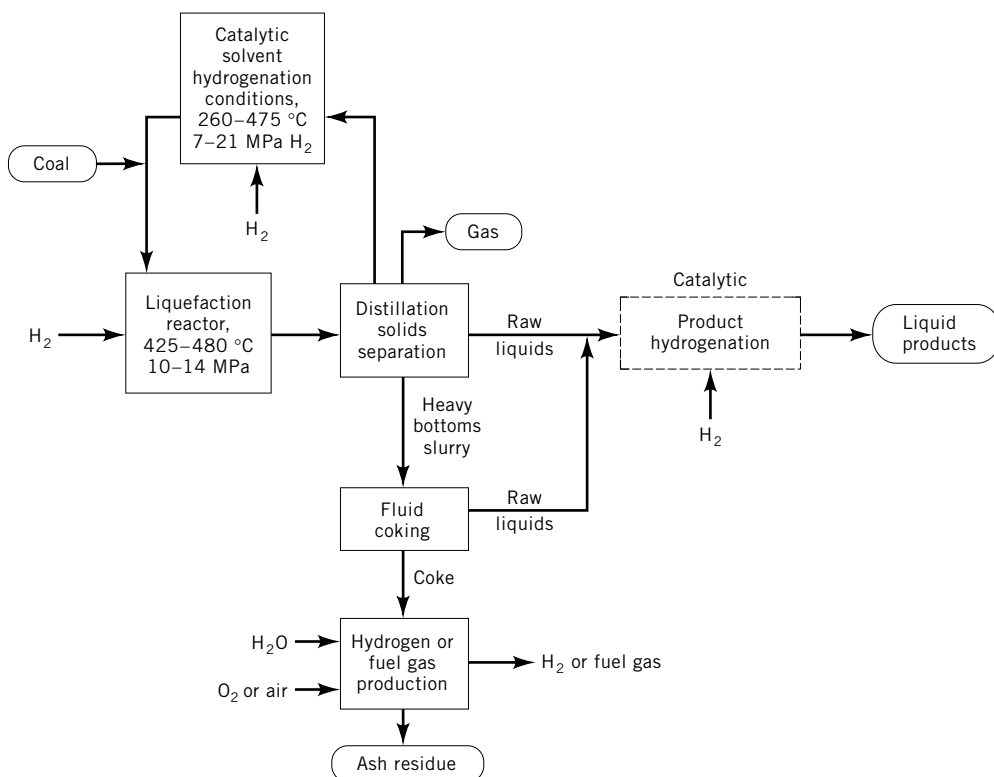 Catalytic
solvent
hydrogenation
conditions,
260–475 °C
7–21 MPa H₂
Coal
H₂
Gas
Liquefaction
reactor,
425–480 °C
10–14 MPa
H₂
Distillation
solids
separation
Raw
liquids
Catalytic
Product
hydrogenation
H₂
Liquid
products
Heavy
bottoms
slurry
Fluid
coking
Raw
liquids
Coke
H₂O
O₂ or air
Hydrogen or
fuel gas
production
H₂ or fuel gas
Ash residue